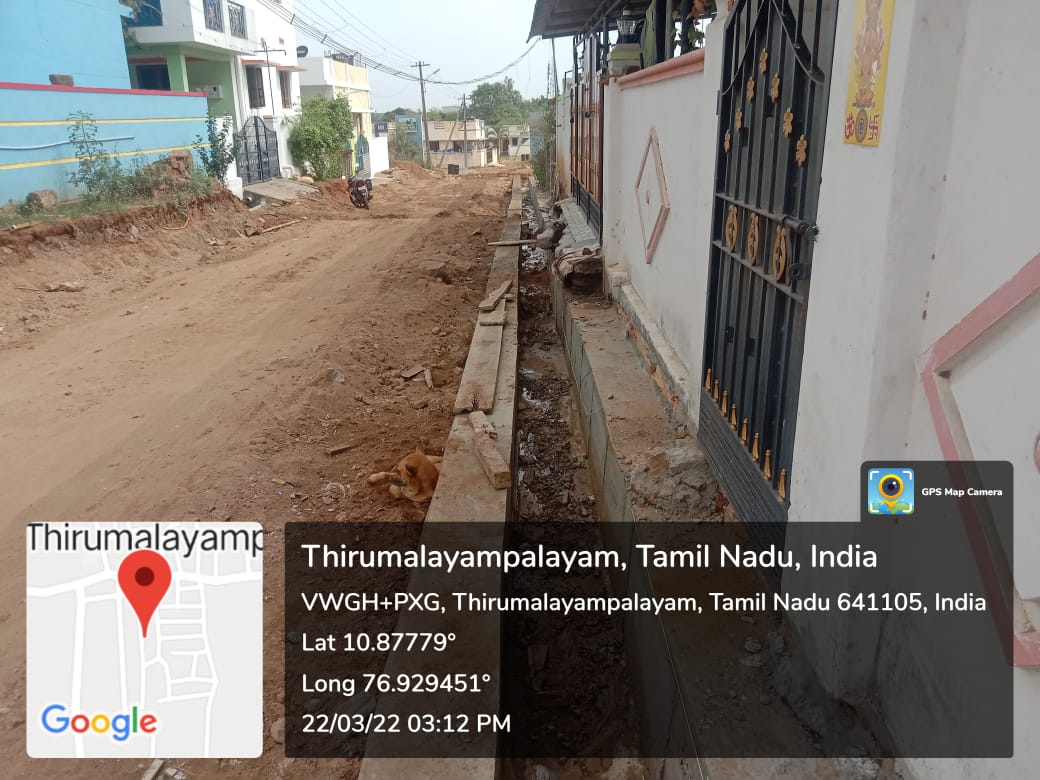 GPS Map Camera
Thirumalayamp
Google
Thirumalayampalayam, Tamil Nadu, India
VWGH+PXG, Thirumalayampalayam, Tamil Nadu 641105, India
Lat 10.87779°
Long 76.929451°
22/03/22 03:12 PM